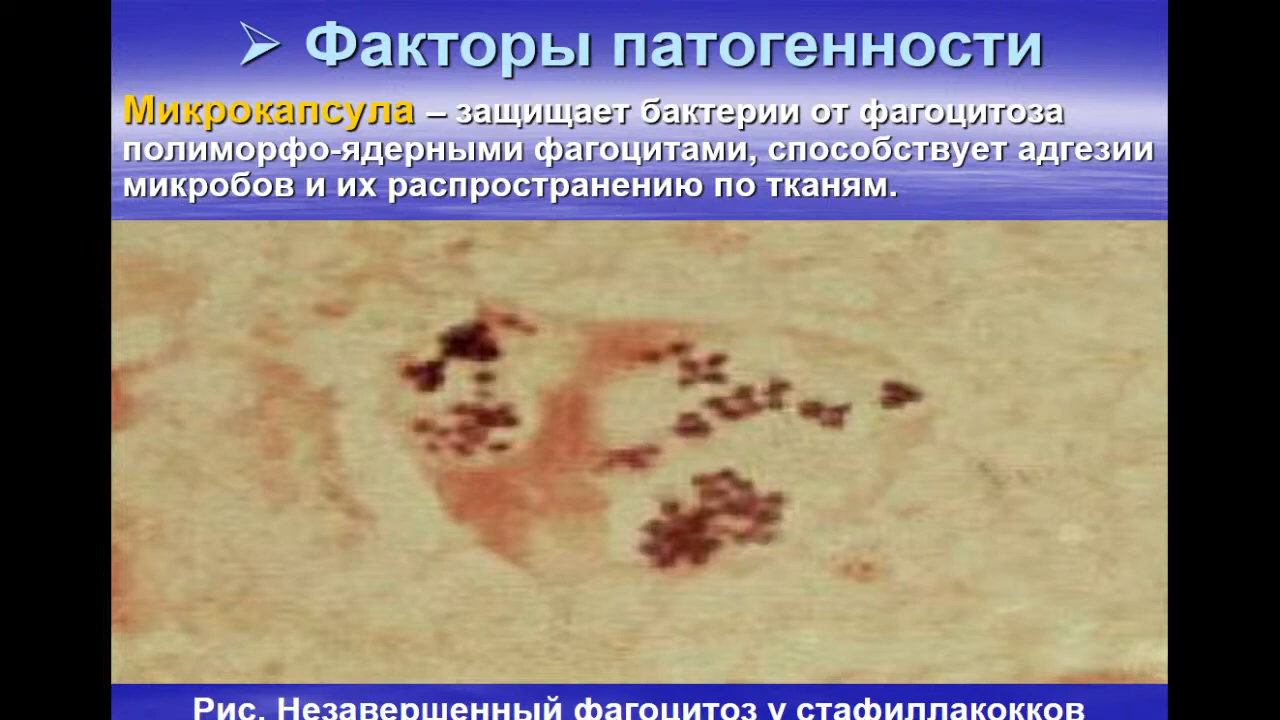 Факторы патогенности
Микрокапсула – защищает бактерии от фагоцитоза
полиморфо-ядерными фагоцитами, способствует адгезии
микробов и их распространению по тканям.
Рис. Незавершенный фагоцитоз у стафиллакокков